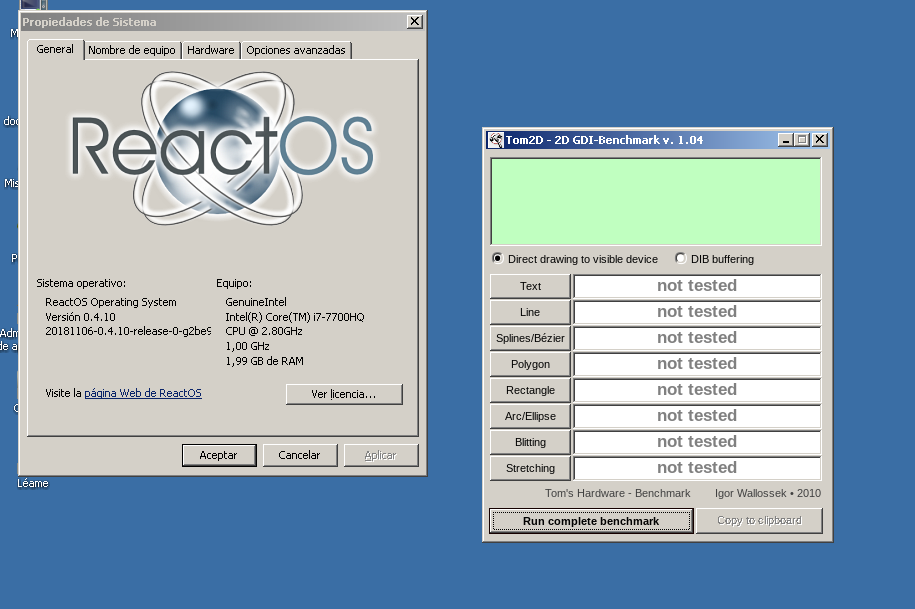 Propiedades de Sistema
General
Nombre de equipo
Hardware
Opciones avanzadas
ReactOS
Sistema operativo:
ReactOS Operating System
Versión 0.4.10
20181106-0.4.10-release-0-g2be9
Equipo:
GenuineIntel
Intel(R) Core(TM) i7-7700HQ
CPU @ 2.80GHz
1,00 GHz
1,99 GB de RAM
Visite la página Web de ReactOS
Ver licencia...
Aceptar
Cancelar
Aplicar
Léame
Tom2D - 2D GDI-Benchmark v. 1.04
Direct drawing to visible device
DIB buffering
Text not tested
Line not tested
Splines/Bézier not tested
Polygon not tested
Rectangle not tested
Arc/Ellipse not tested
Blitting not tested
Stretching not tested
Tom's Hardware - Benchmark Igor Wallossek • 2010
Run complete benchmark
Copy to clipboard